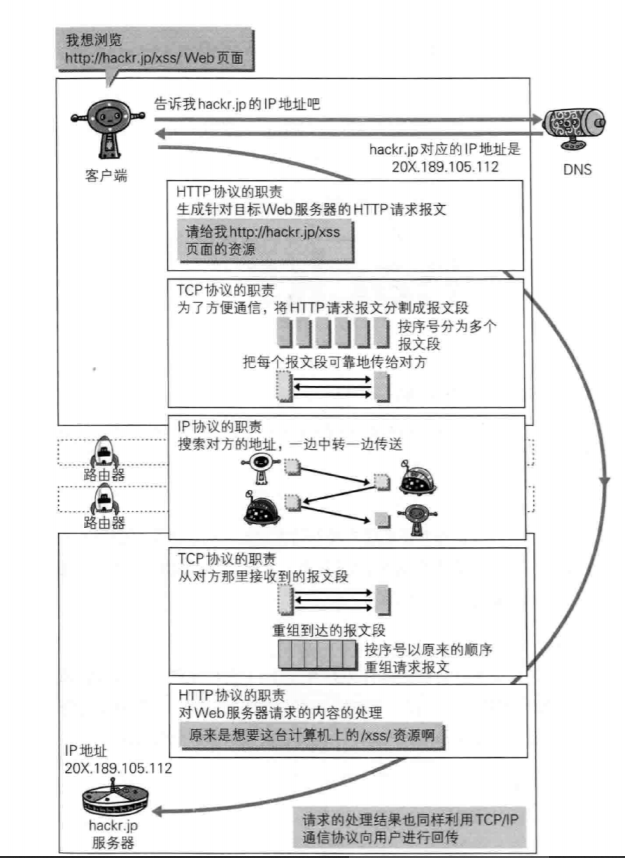 我想浏览
http://hackr.jp/xss/ Web页面
告诉我hackr.jp的IP地址吧
hackr.jp对应的IP地址是
20X.189.105.112
客户端
DNS
HTTP协议的职责
生成针对目标Web服务器的HTTP请求报文
请给我http://hackr.jp/xss
页面的资源
TCP协议的职责
为了方便通信，将HTTP请求报文分割成报文段
按序号分为多个
报文段
把每个报文段可靠地传给对方
IP协议的职责
搜索对方的地址，一边中转一边传送
路由器
路由器
TCP协议的职责
从对方那里接收到的报文段
重组到达的报文段
按序号以原来的顺序
重组请求报文
HTTP协议的职责
对Web服务器请求的内容的处理
原来是想要这台计算机上的/xss/资源啊
IP地址
20X.189.105.112
hackr.jp
服务器
请求的处理结果也同样利用TCP/IP
通信协议向用户进行回传